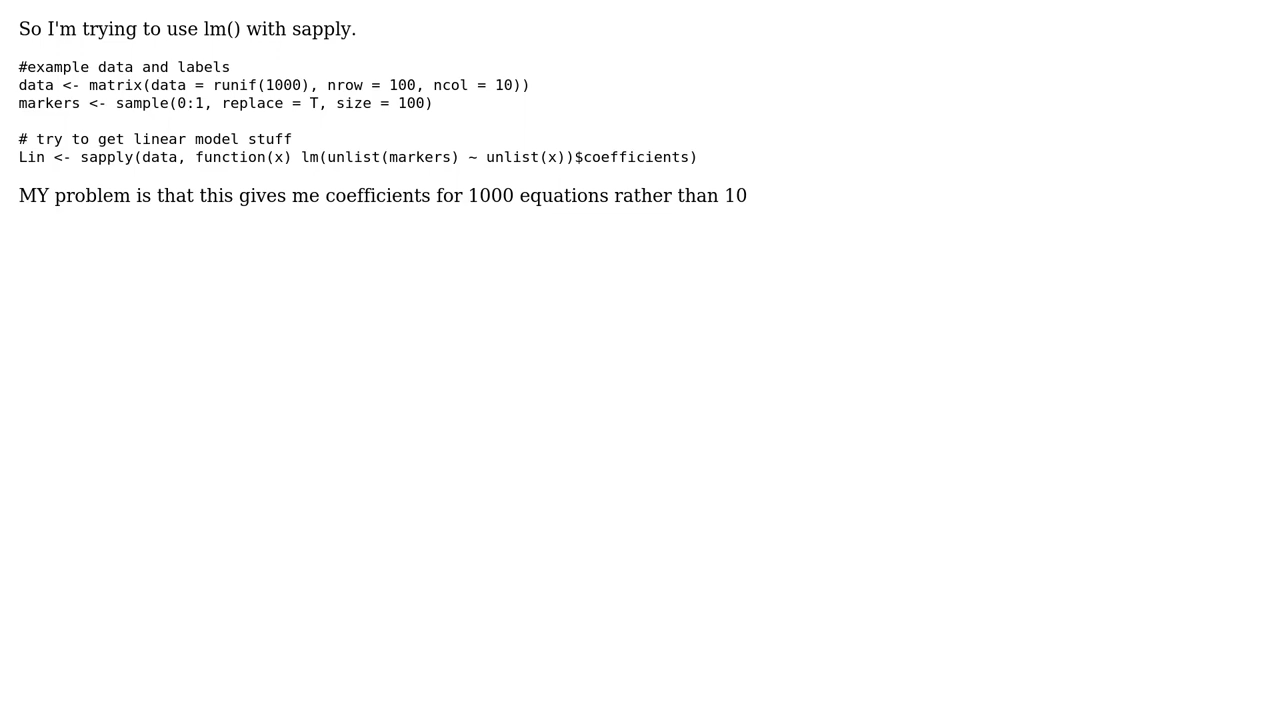 So I'm trying to use lm() with sapply.
#example data and labels
data <- matrix(data = runif(1000), nrow = 100, ncol = 10))
markers <- sample(0:1, replace = T, size = 100)
# try to get linear model stuff
Lin <- sapply(data, function(x) lm(unlist(markers) ~ unlist(x))$coefficients)
MY problem is that this gives me coefficients for 1000 equations rather than 10